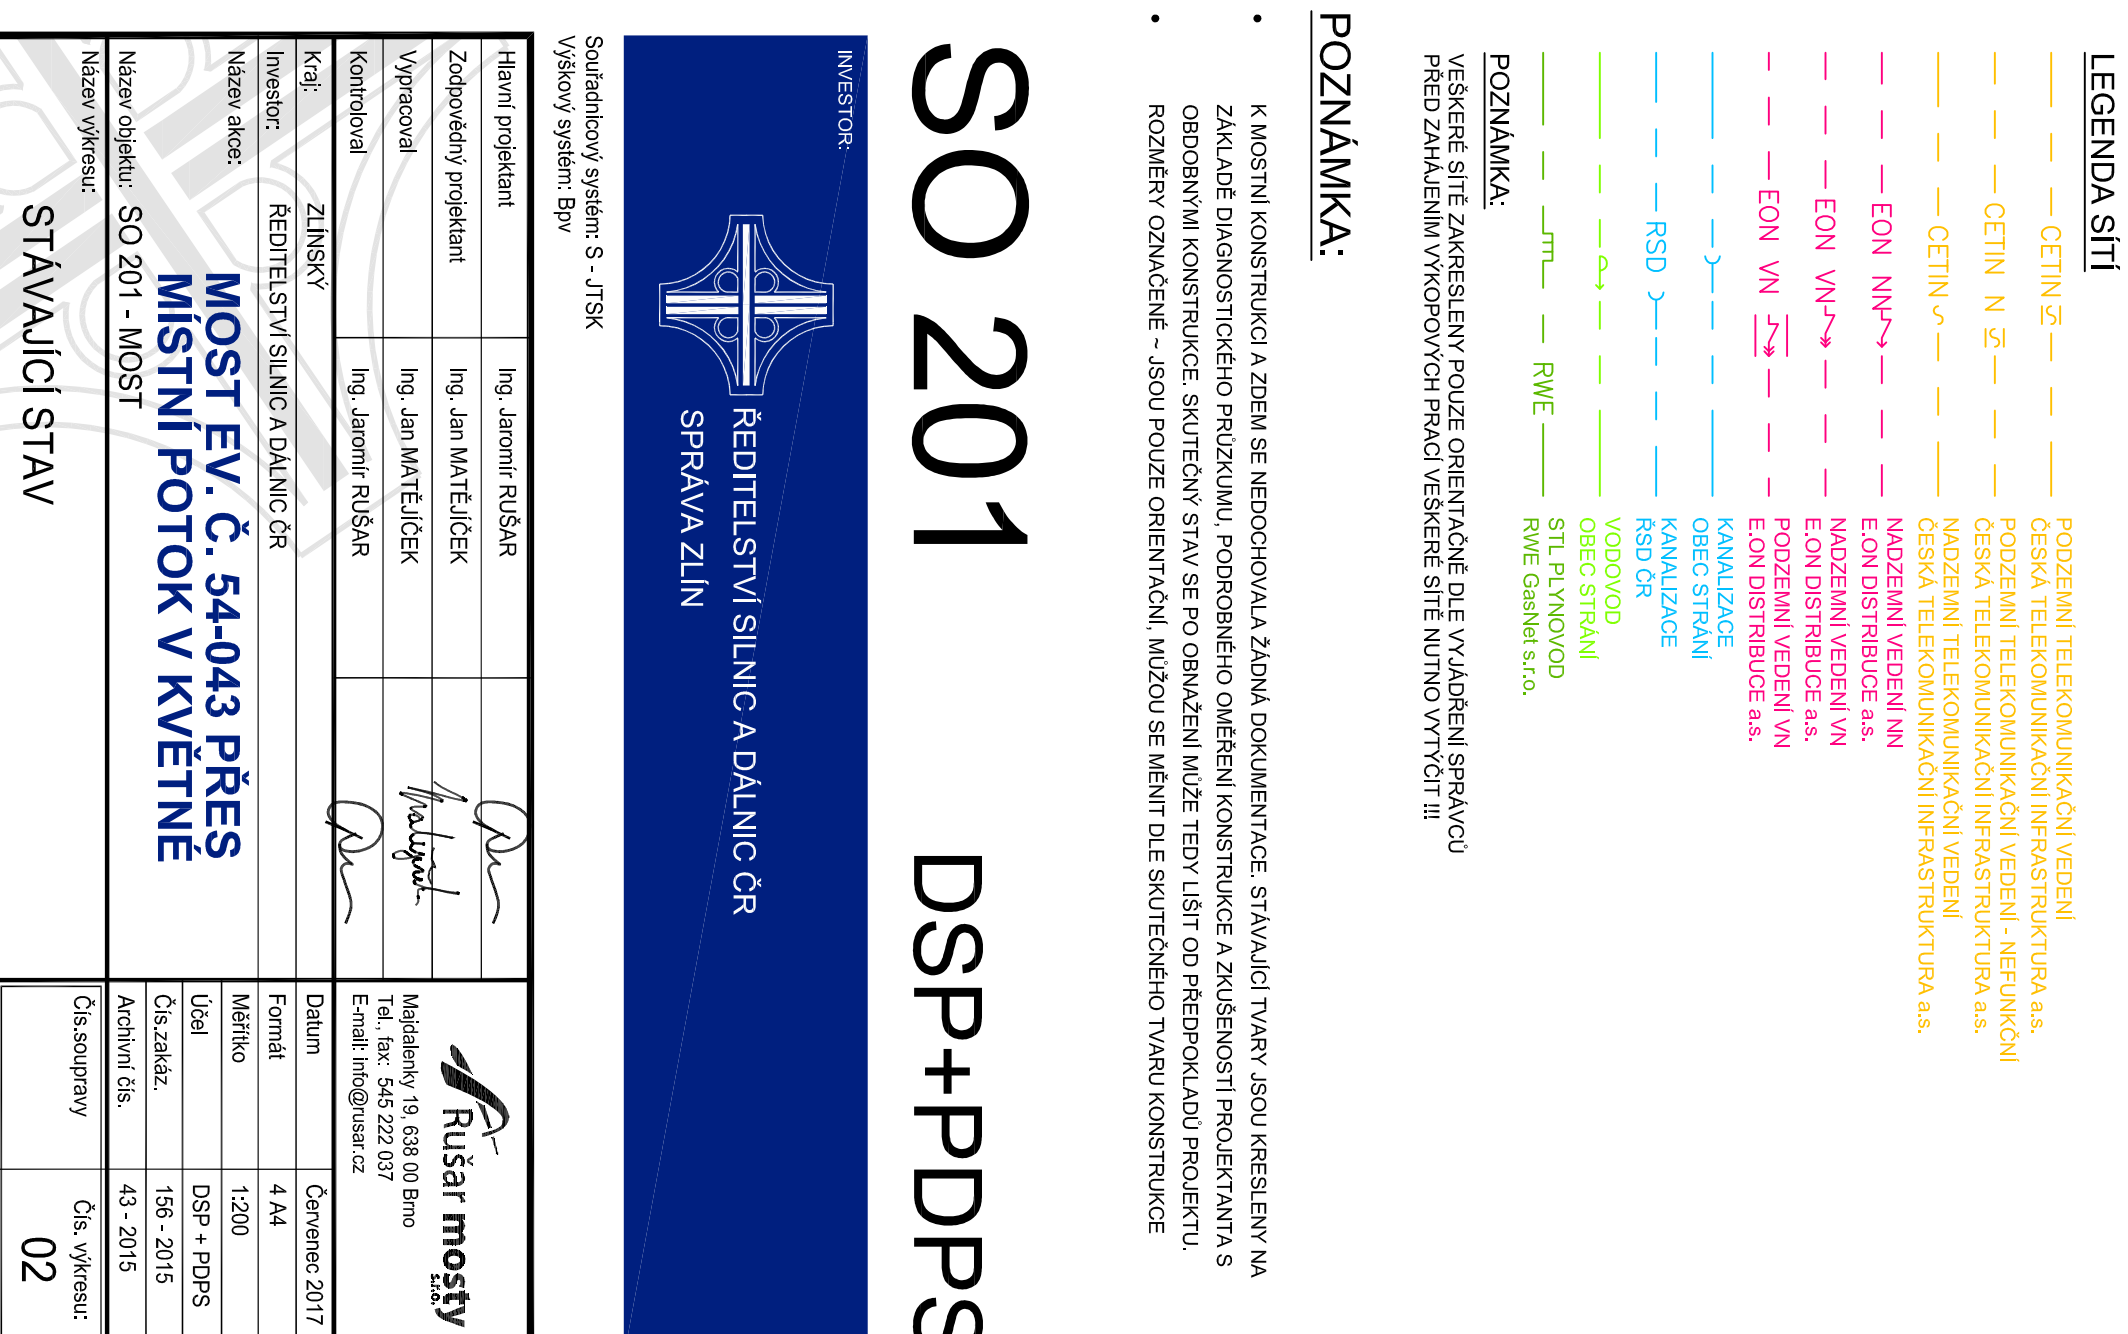 LEGENDA SÍTÍ
CETIN S PODZEMNÍ TELEKOMUNIKAČNÍ VEDENÍ
ČESKÁ TELEKOMUNIKAČNÍ INFRASTRUKTURA a.s.
CETIN N S PODZEMNÍ TELEKOMUNIKAČNÍ VEDENÍ - NEFUNKČNÍ
ČESKÁ TELEKOMUNIKAČNÍ INFRASTRUKTURA a.s.
CETIN S NADZEMNÍ TELEKOMUNIKAČNÍ VEDENÍ
ČESKÁ TELEKOMUNIKAČNÍ INFRASTRUKTURA a.s.
EON NN NADZEMNÍ VEDENÍ NN
E.ON DISTRIBUCE a.s.
EON VN NADZEMNÍ VEDENÍ VN
E.ON DISTRIBUCE a.s.
EON VN PODZEMNÍ VEDENÍ VN
E.ON DISTRIBUCE a.s.
KANALIZACE
OBEC STRÁNÍ
RSD KANALIZACE
ŘSD ČR
VODOVOD
OBEC STRÁNÍ
RWE STL PLYNOVOD
RWE GasNet s.r.o.
POZNÁMKA:
VEŠKERÉ SÍTĚ ZAKRESLENY POUZE ORIENTAČNĚ DLE VYJÁDŘENÍ SPRÁVCŮ
PŘED ZAHÁJENÍM VÝKOPOVÝCH PRACÍ VEŠKERÉ SÍTĚ NUTNO VYTÝČIT !!!
POZNÁMKA:
• K MOSTNÍ KONSTRUKCI A ZDEM SE NEDOCHOVALA ŽÁDNÁ DOKUMENTACE. STÁVAJÍCÍ TVARY JSOU KRESLENY NA
ZÁKLADĚ DIAGNOSTICKÉHO PRŮZKUMU, PODROBNÉHO OMĚŘENÍ KONSTRUKCE A ZKUŠENOSTÍ PROJEKTANTA S
OBDOBNÝMI KONSTRUKCE. SKUTEČNÝ STAV SE PO OBNAŽENÍ MŮŽE TEDY LIŠIT OD PŘEDPOKLADŮ PROJEKTU.
• ROZMĚRY OZNAČENÉ ~ JSOU POUZE ORIENTAČNÍ, MŮŽOU SE MĚNIT DLE SKUTEČNÉHO TVARU KONSTRUKCE
SO 201 DSP+PDPS
INVESTOR:
ŘEDITELSTVÍ SILNIC A DÁLNIC ČR
SPRÁVA ZLÍN
Souřadnicový systém: S - JTSK
Výškový systém: Bpv
Hlavní projektant Ing. Jaromír RUŠAR
Zodpovědný projektant Ing. Jan MATĚJÍČEK
Vypracoval Ing. Jan MATĚJÍČEK
Kontroloval Ing. Jaromír RUŠAR
Rušar mosty
s.r.o.
Majdalenky 19, 638 00 Brno
Tel., fax: 545 222 037
E-mail: info@rusar.cz
Kraj: ZLÍNSKÝ
Investor: ŘEDITELSTVÍ SILNIC A DÁLNIC ČR
Název akce: MOST EV. Č. 54-043 PŘES
MÍSTNÍ POTOK V KVĚTNÉ
Název objektu: SO 201 - MOST
Název výkresu:
STÁVAJÍCÍ STAV
Datum Červenec 2017
Formát 4 A4
Měřítko 1:200
Účel DSP + PDPS
Čís.zakáz. 156 - 2015
Archivní čís. 43 - 2015
Čís.soupravy Čís. výkresu:
02